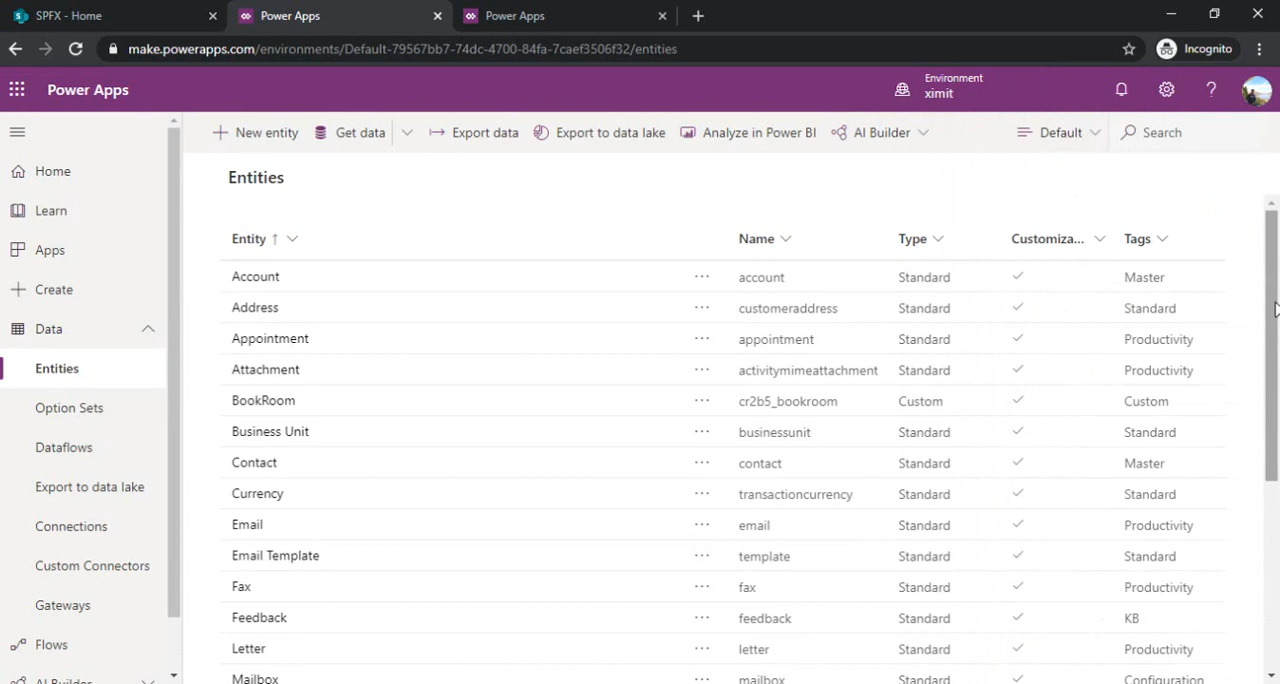 SPFX - Home
Power Apps
Power Apps
make.powerapps.com/environments/Default-79567bb7-74dc-4700-84fa-7caef3506f32/entities
Incognito
Power Apps
Environment
ximit
New entity
Get data
Export data
Export to data lake
Analyze in Power BI
AI Builder
Default
Search
Home
Learn
Apps
Create
Data
Entities
Option Sets
Dataflows
Export to data lake
Connections
Custom Connectors
Gateways
Flows
AI Builder
Entities
Entity ↑ Name Type Customiza... Tags
Account ... account Standard ✓ Master
Address ... customeraddress Standard ✓ Standard
Appointment ... appointment Standard ✓ Productivity
Attachment ... activitymimeattachment Standard ✓ Productivity
BookRoom ... cr2b5_bookroom Custom ✓ Custom
Business Unit ... businessunit Standard ✓ Standard
Contact ... contact Standard ✓ Master
Currency ... transactioncurrency Standard ✓ Standard
Email ... email Standard ✓ Productivity
Email Template ... template Standard ✓ Standard
Fax ... fax Standard ✓ Productivity
Feedback ... feedback Standard ✓ KB
Letter ... letter Standard ✓ Productivity
Mailbox ... mailbox Standard ✓ Configuration